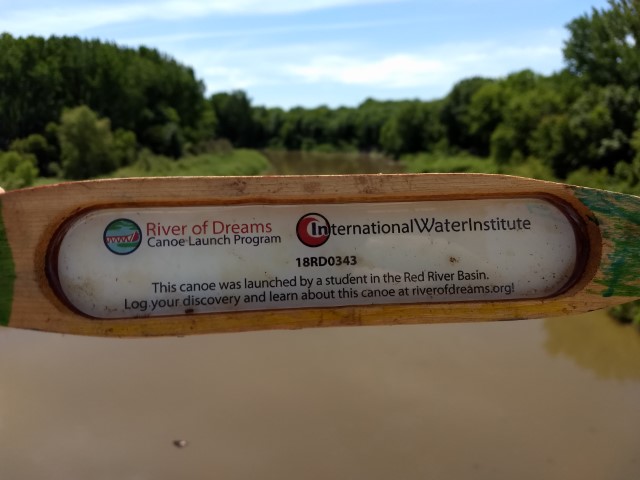 River of Dreams
Canoe Launch Program
InternationalWaterInstitute
18RD0343
This canoe was launched by a student in the Red River Basin.
Log your discovery and learn about this canoe at riverofdreams.org!